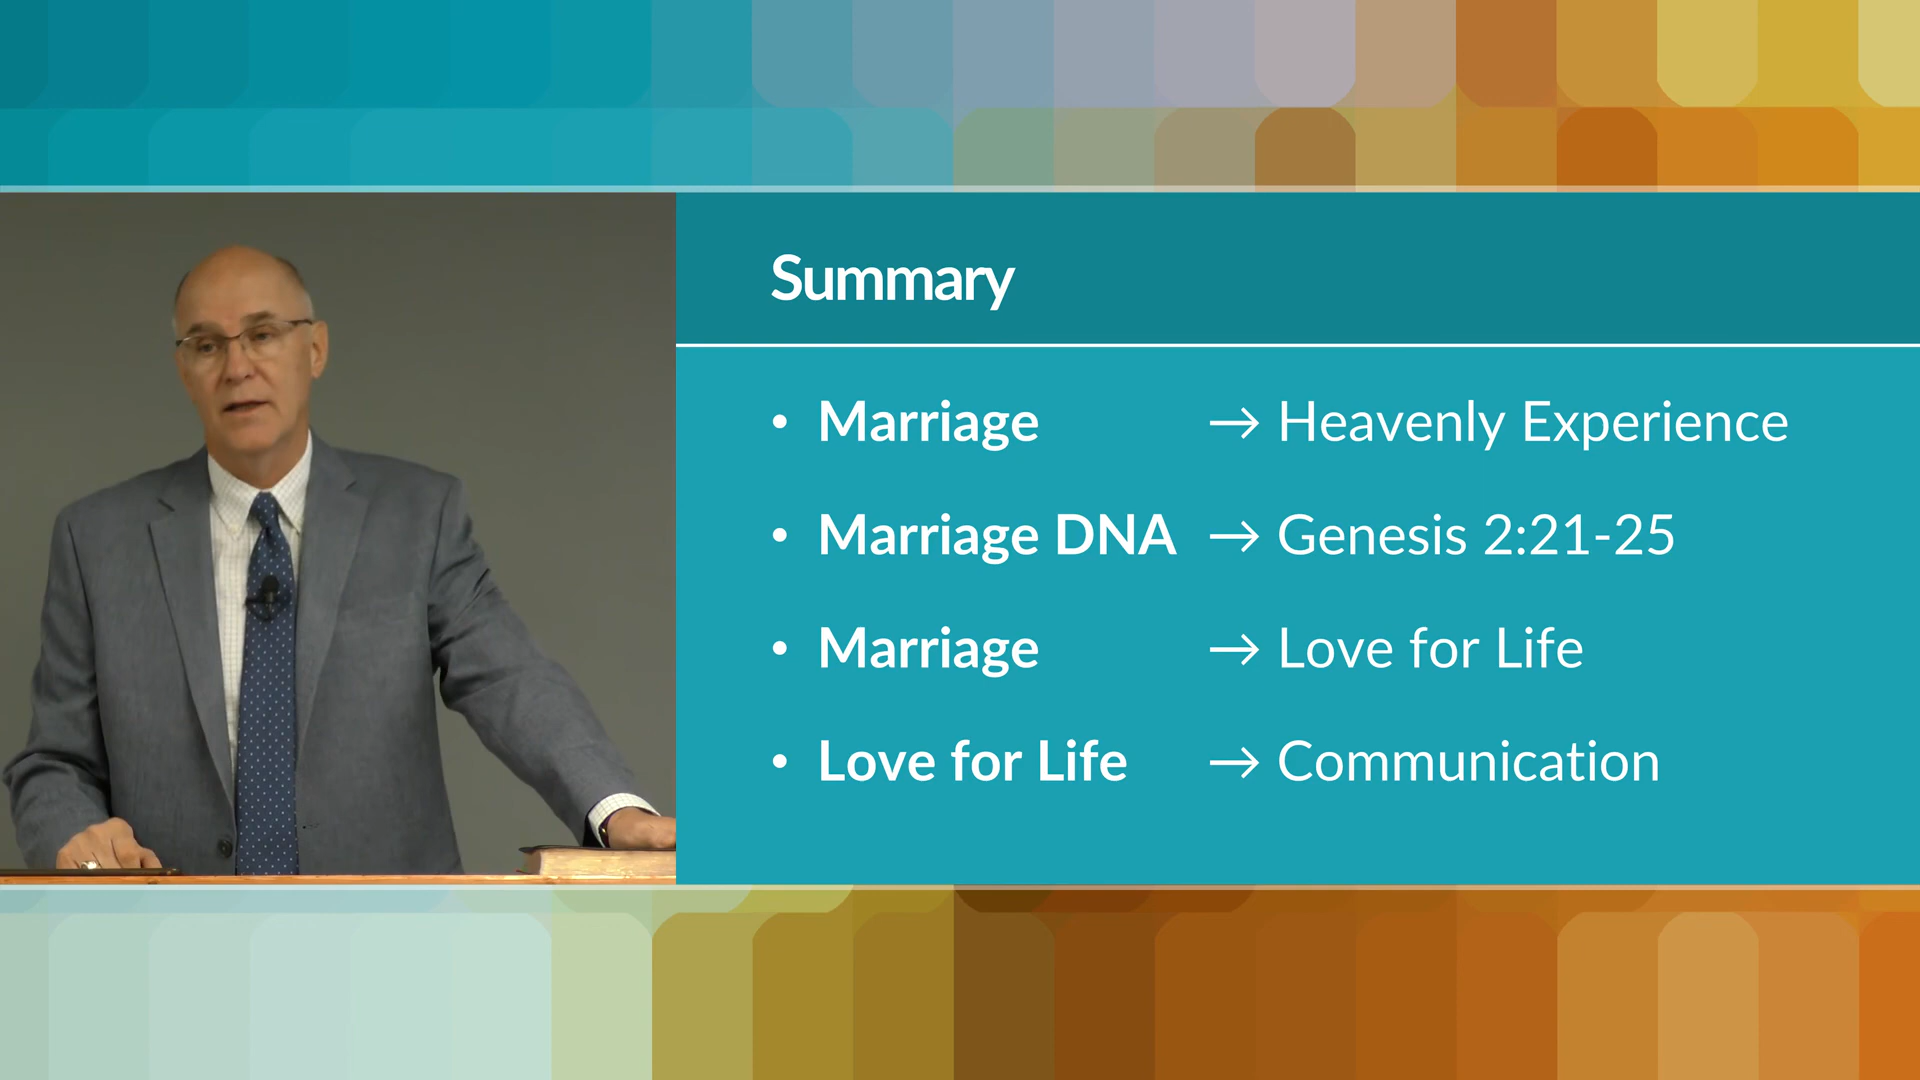 Summary
• Marriage → Heavenly Experience
• Marriage DNA → Genesis 2:21-25
• Marriage → Love for Life
• Love for Life → Communication